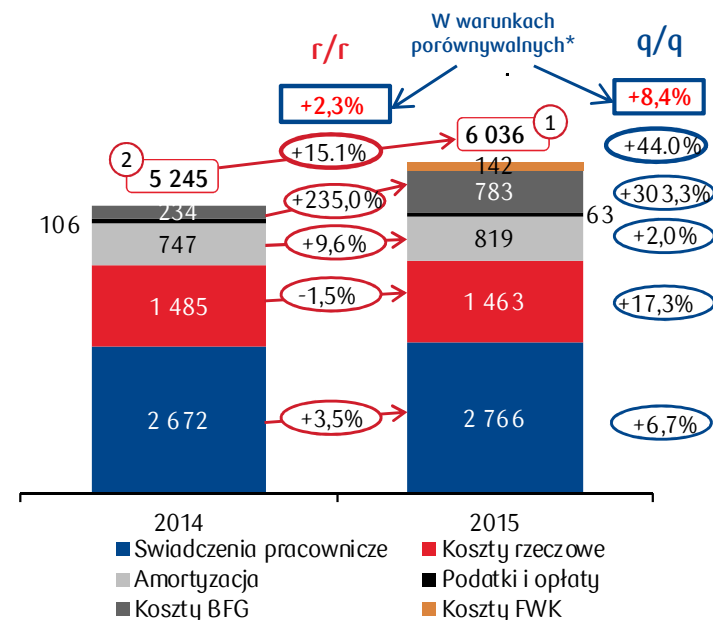 W warunkach
porównywalnych*
r/r
q/q
+2,3%
+8,4%
2
5 245
+15.1%
6 036
1
+44.0%
142
234
+235,0%
783
+303,3%
106
63
747
+9,6%
819
+2,0%
1 485
-1,5%
1 463
+17,3%
2 672
+3,5%
2 766
+6,7%
2014
2015
Swiadczenia pracownicze
Koszty rzeczowe
Amortyzacja
Podatki i opłaty
Koszty BFG
Koszty FWK